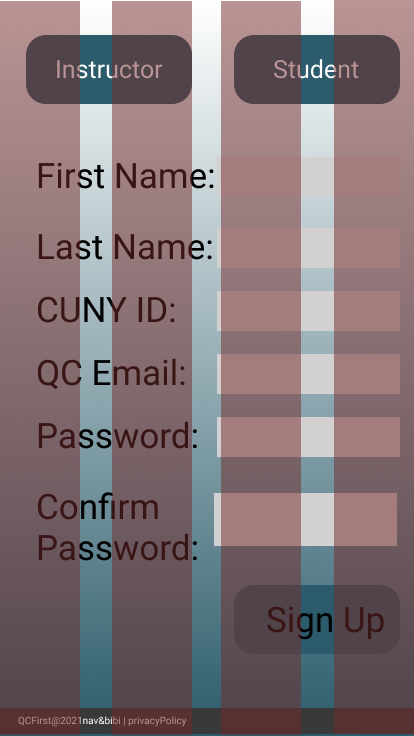 Instructor Student
First Name:
Last Name:
CUNY ID:
QC Email:
Password:
Confirm
Password:
Sign Up
QCFirst@2021nav&bibi | privacyPolicy